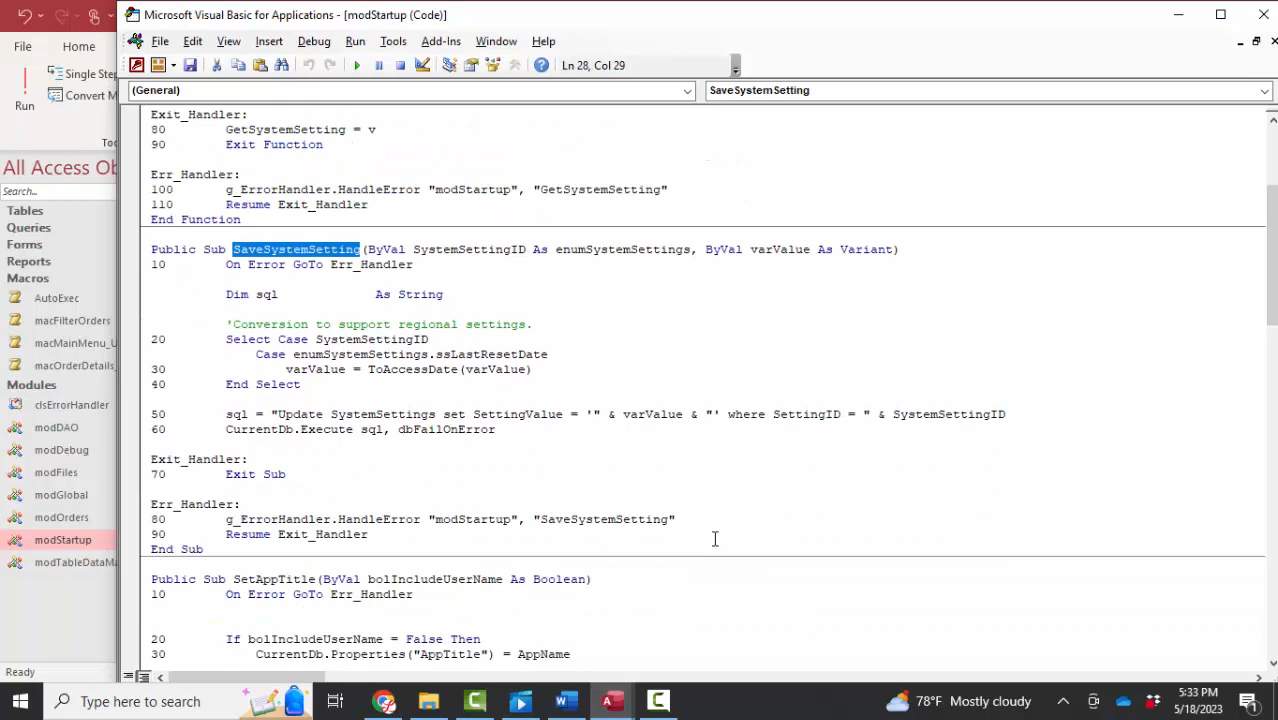 Microsoft Visual Basic for Applications - [modStartup (Code)]
File Edit View Insert Debug Run Tools Add-Ins Window Help
File Home
Ln 28, Col 29
Run
Single Step
Convert M
(General) SaveSystemSetting
All Access Ob
Search...
Tables
Queries
Forms
Reports
Macros
AutoExec
macFilterOrders
macMainMenu_U
macOrderDetails_
Modules
clsErrorHandler
modDAO
modDebug
modFiles
modGlobal
modOrders
modStartup
modTableDataMa
Exit_Handler:
80 GetSystemSetting = v
90 Exit Function
Err_Handler:
100 g_ErrorHandler.HandleError "modStartup", "GetSystemSetting"
110 Resume Exit_Handler
End Function
Public Sub SaveSystemSetting(ByVal SystemSettingID As enumSystemSettings, ByVal varValue As Variant)
10 On Error GoTo Err_Handler
Dim sql As String
'Conversion to support regional settings.
20 Select Case SystemSettingID
Case enumSystemSettings.ssLastResetDate
30 varValue = ToAccessDate(varValue)
40 End Select
50 sql = "Update SystemSettings set SettingValue = '" & varValue & "' where SettingID = " & SystemSettingID
60 CurrentDb.Execute sql, dbFailOnError
Exit_Handler:
70 Exit Sub
Err_Handler:
80 g_ErrorHandler.HandleError "modStartup", "SaveSystemSetting"
90 Resume Exit_Handler
End Sub
Public Sub SetAppTitle(ByVal bolIncludeUserName As Boolean)
10 On Error GoTo Err_Handler
20 If bolIncludeUserName = False Then
30 CurrentDb.Properties("AppTitle") = AppName
Ready
Type here to search
78°F Mostly cloudy
5:33 PM
5/18/2023